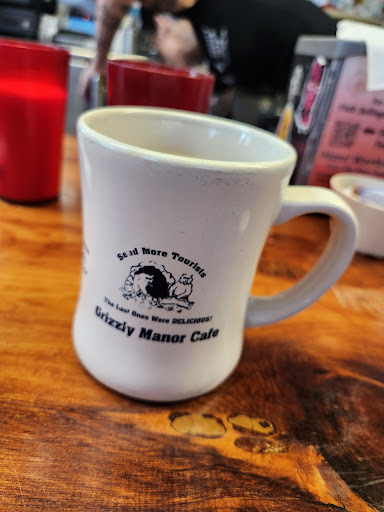 Send More Tourists
The Last Ones Were DELICIOUS!
Grizzly Manor Cafe